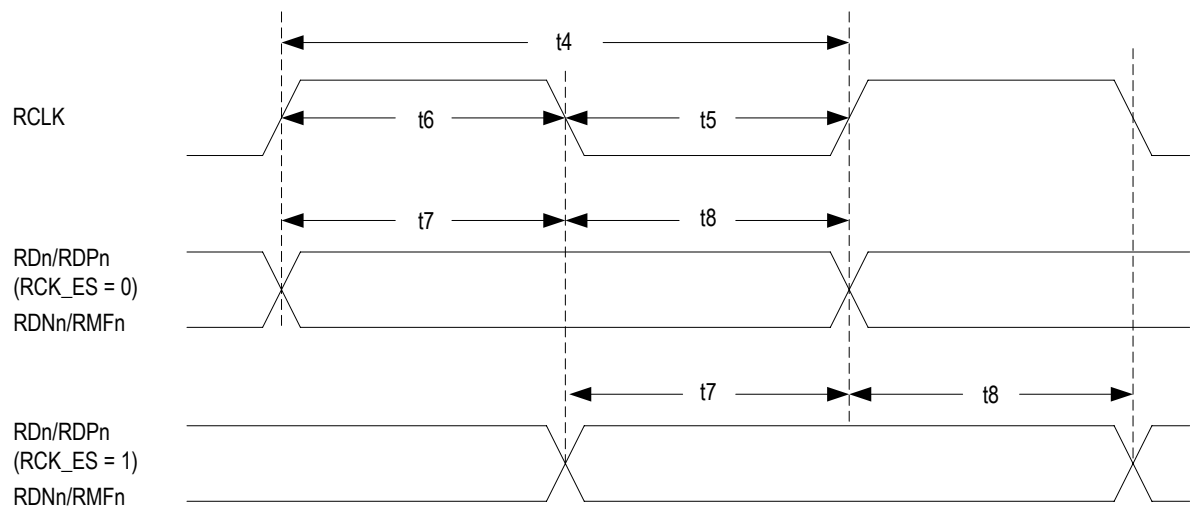 t4
RCLK
t6
t5
t7
t8
RDn/RDPn
(RCK_ES = 0)
RDNn/RMFn
t7
t8
RDn/RDPn
(RCK_ES = 1)
RDNn/RMFn